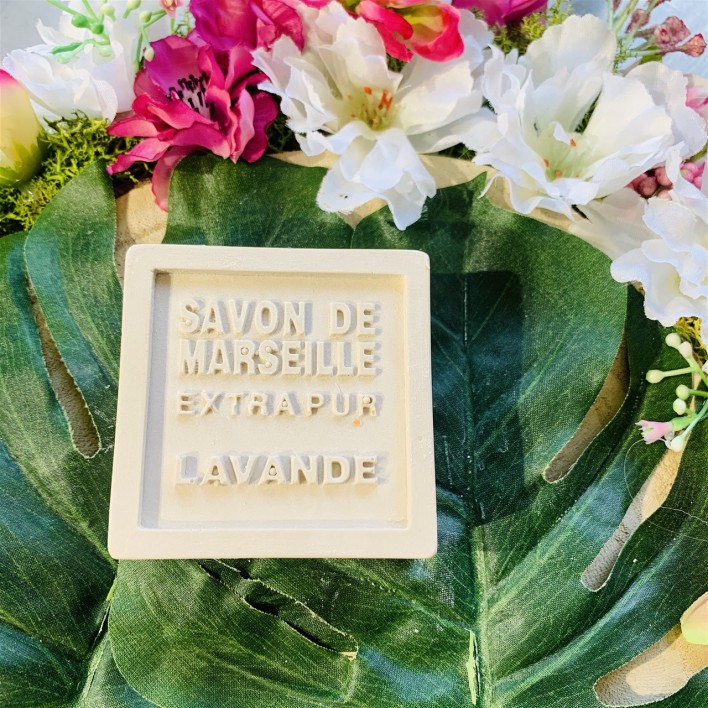 SAVON DE
MARSEILLE
EXTRA PUR
LAVANDE